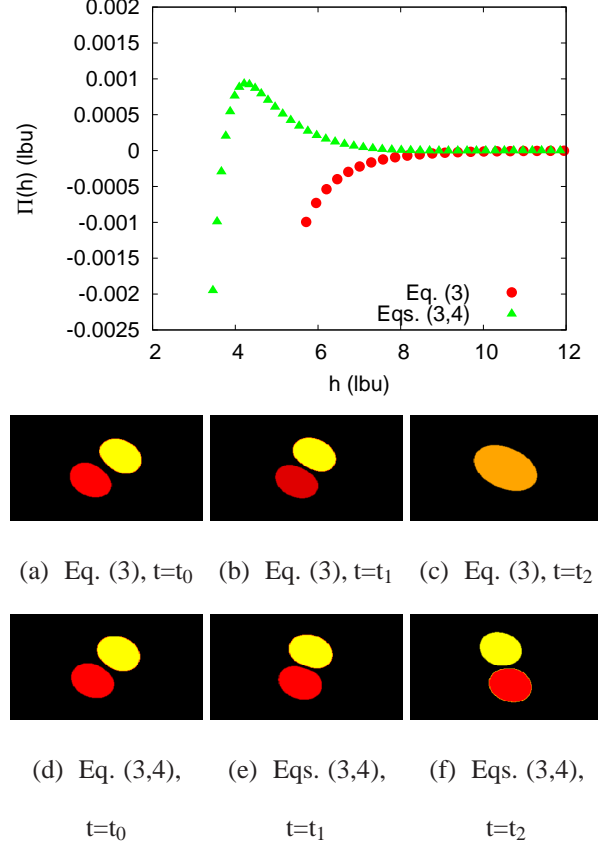 0.002
0.0015
0.001
0.0005
0
-0.0005
-0.001
-0.0015
-0.002
-0.0025
Π(h) (lbu)
Eq. (3)
Eqs. (3,4)
2 4 6 8 10 12
h (lbu)
(a) Eq. (3), t=t₀ (b) Eq. (3), t=t₁ (c) Eq. (3), t=t₂
(d) Eq. (3,4), (e) Eqs. (3,4), (f) Eqs. (3,4),
t=t₀ t=t₁ t=t₂